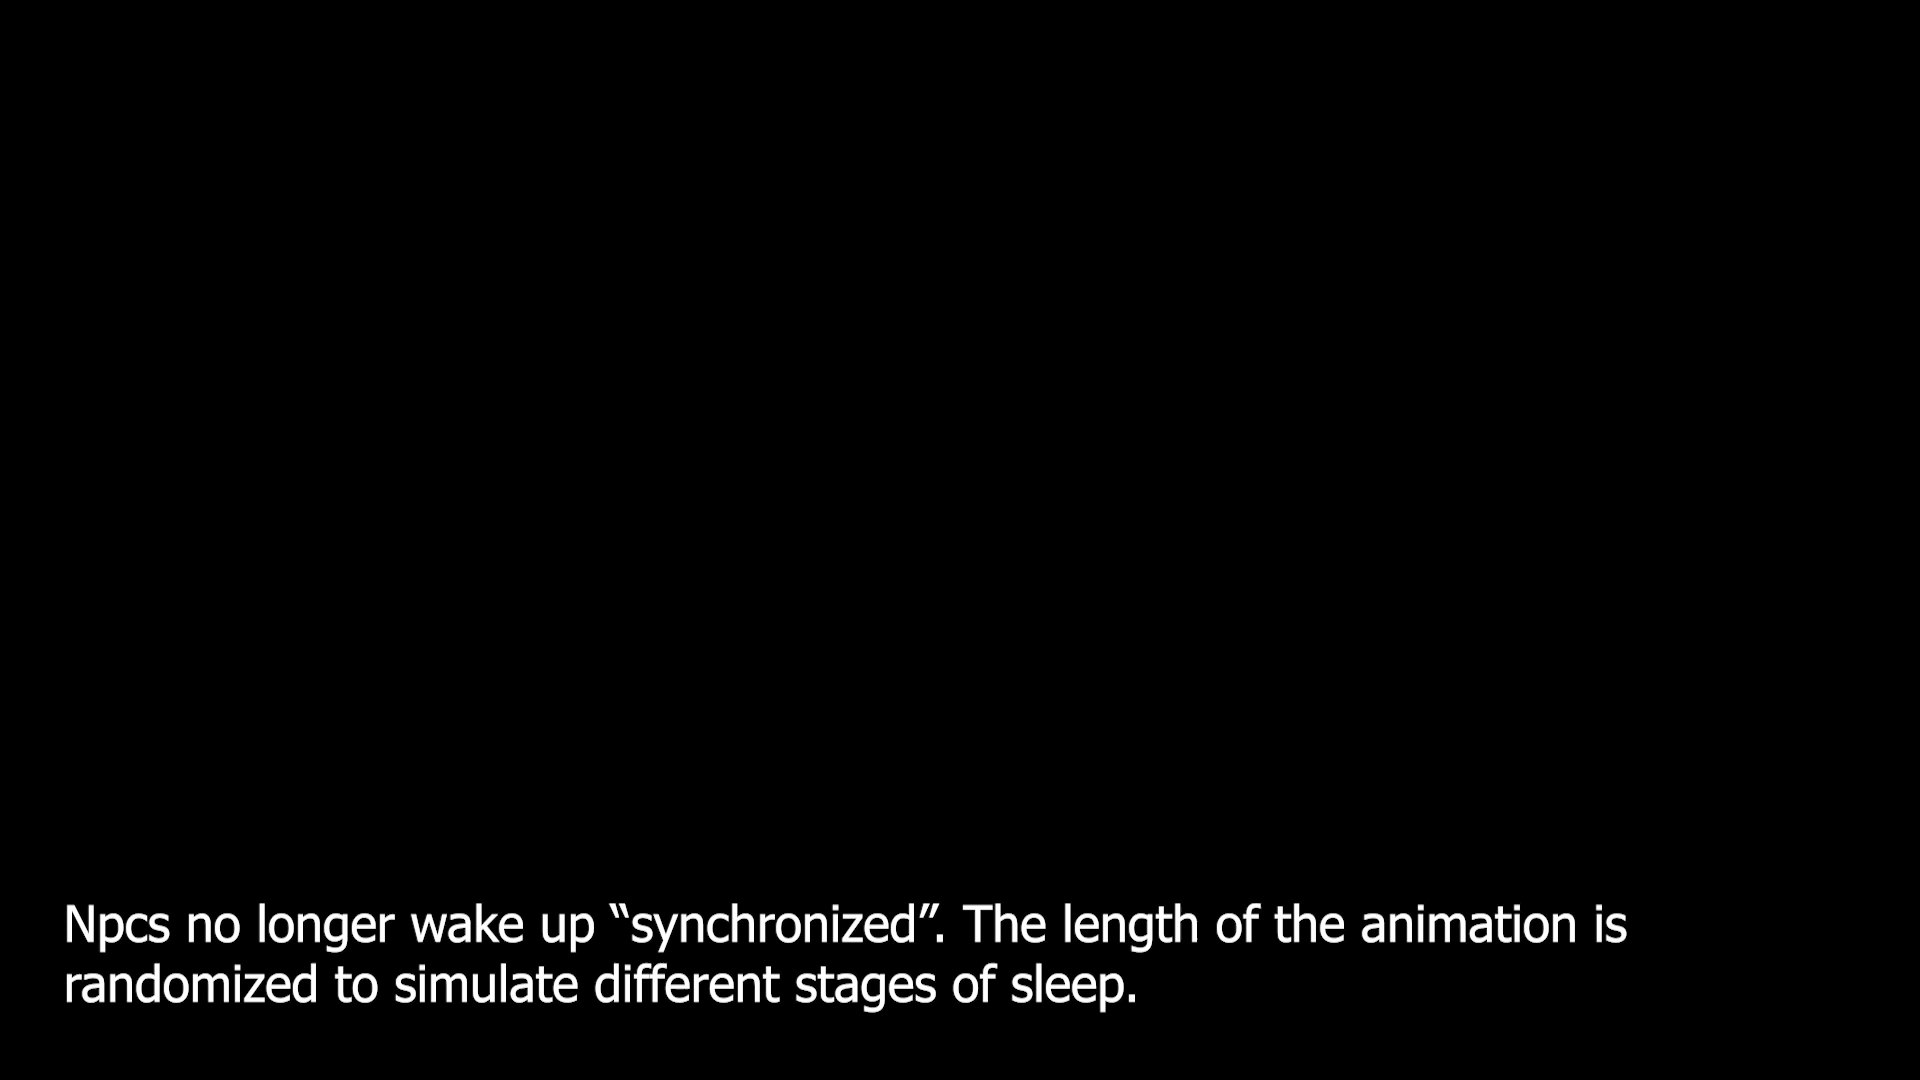 Npcs no longer wake up “synchronized”. The length of the animation is
randomized to simulate different stages of sleep.